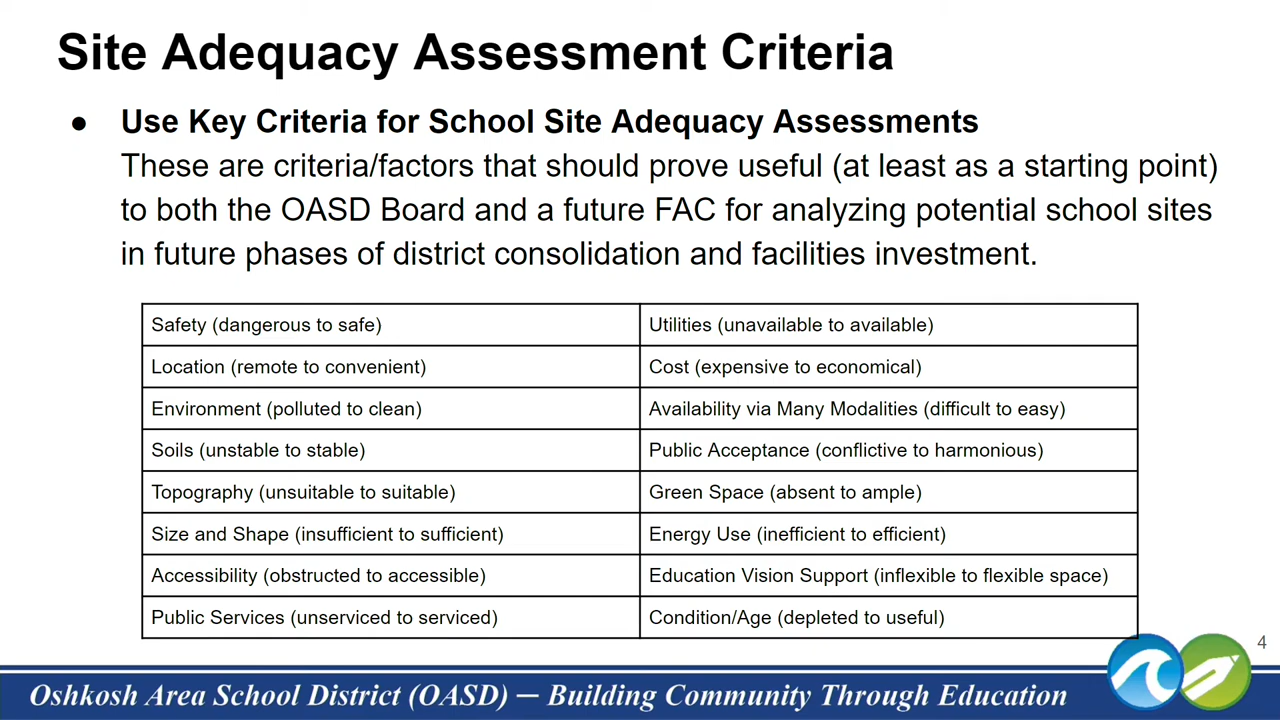 Site Adequacy Assessment Criteria
● Use Key Criteria for School Site Adequacy Assessments
These are criteria/factors that should prove useful (at least as a starting point)
to both the OASD Board and a future FAC for analyzing potential school sites
in future phases of district consolidation and facilities investment.
Safety (dangerous to safe)
Utilities (unavailable to available)
Location (remote to convenient)
Cost (expensive to economical)
Environment (polluted to clean)
Availability via Many Modalities (difficult to easy)
Soils (unstable to stable)
Public Acceptance (conflictive to harmonious)
Topography (unsuitable to suitable)
Green Space (absent to ample)
Size and Shape (insufficient to sufficient)
Energy Use (inefficient to efficient)
Accessibility (obstructed to accessible)
Education Vision Support (inflexible to flexible space)
Public Services (unserviced to serviced)
Condition/Age (depleted to useful)
4
Oshkosh Area School District (OASD) — Building Community Through Education